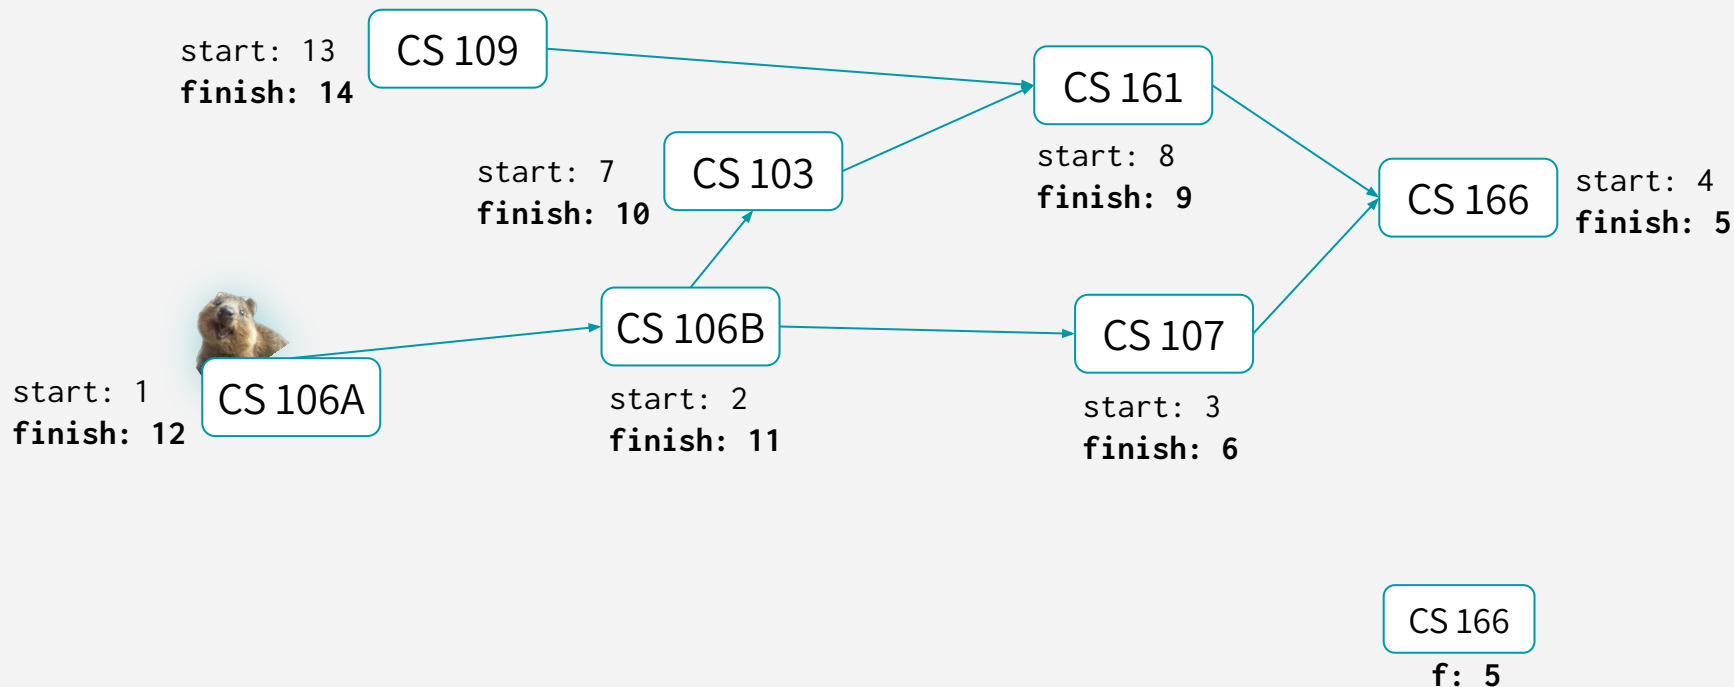 CS 109
start: 13
finish: 14
CS 161
start: 8
finish: 9
CS 103
start: 7
finish: 10
CS 166
start: 4
finish: 5
CS 106A
start: 1
finish: 12
CS 106B
start: 2
finish: 11
CS 107
start: 3
finish: 6
CS 166
f: 5